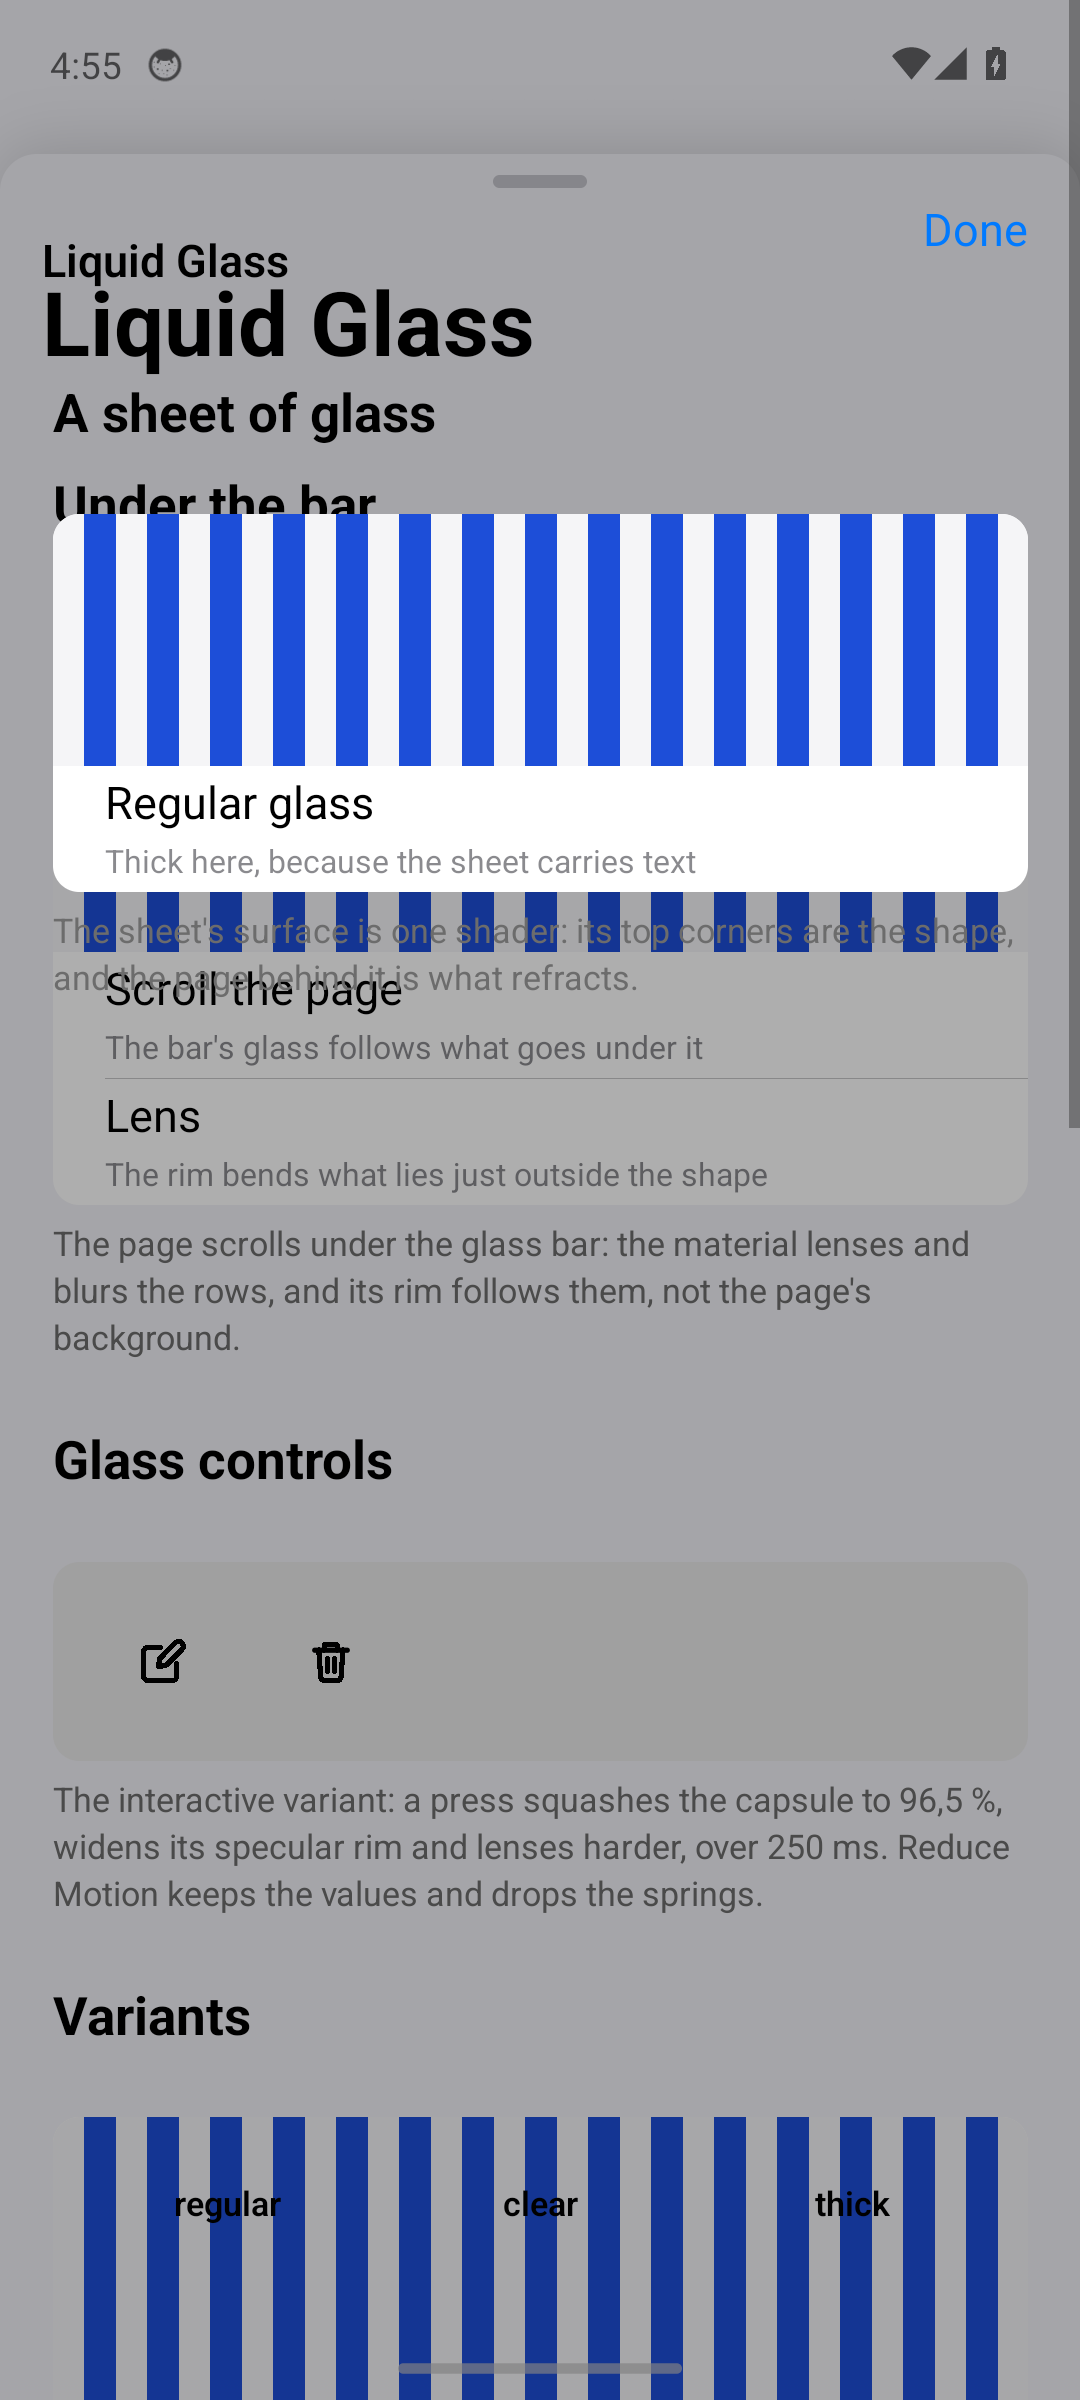 4:55
Done
Liquid Glass
Liquid Glass
A sheet of glass
Under the bar
Regular glass
Thick here, because the sheet carries text
The sheet's surface is one shader: its top corners are the shape,
and the page behind it is what refracts.
Scroll the page
The bar's glass follows what goes under it
Lens
The rim bends what lies just outside the shape
The page scrolls under the glass bar: the material lenses and
blurs the rows, and its rim follows them, not the page's
background.
Glass controls
The interactive variant: a press squashes the capsule to 96,5 %,
widens its specular rim and lenses harder, over 250 ms. Reduce
Motion keeps the values and drops the springs.
Variants
regular clear thick